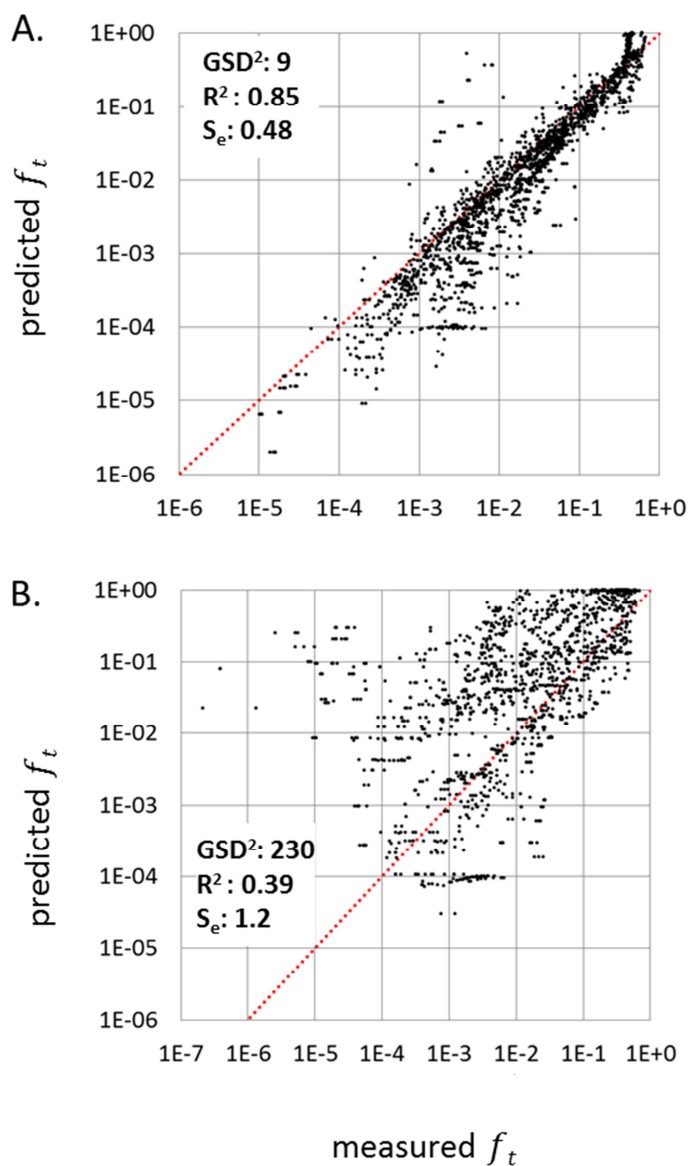 A.
1E+00
GSD²: 9
R² : 0.85
Sₑ: 0.48
1E-01
1E-02
1E-03
1E-04
1E-05
1E-06
predicted fₜ
1E-6 1E-5 1E-4 1E-3 1E-2 1E-1 1E+0
B.
1E+00
1E-01
1E-02
1E-03
GSD²: 230
R² : 0.39
Sₑ: 1.2
1E-04
1E-05
1E-06
predicted fₜ
1E-7 1E-6 1E-5 1E-4 1E-3 1E-2 1E-1 1E+0
measured fₜ